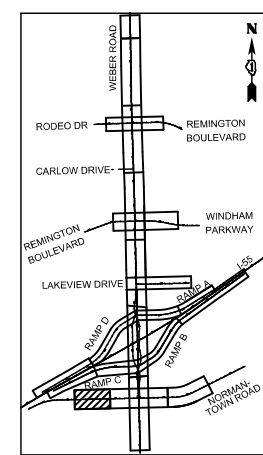 WEBER ROAD
N
RODEO DR
REMINGTON
BOULEVARD
CARLOW DRIVE
REMINGTON
BOULEVARD
WINDHAM
PARKWAY
LAKEVIEW DRIVE
RAMP A
I-55
RAMP D
RAMP B
RAMP C
NORMAN-
TOWN ROAD